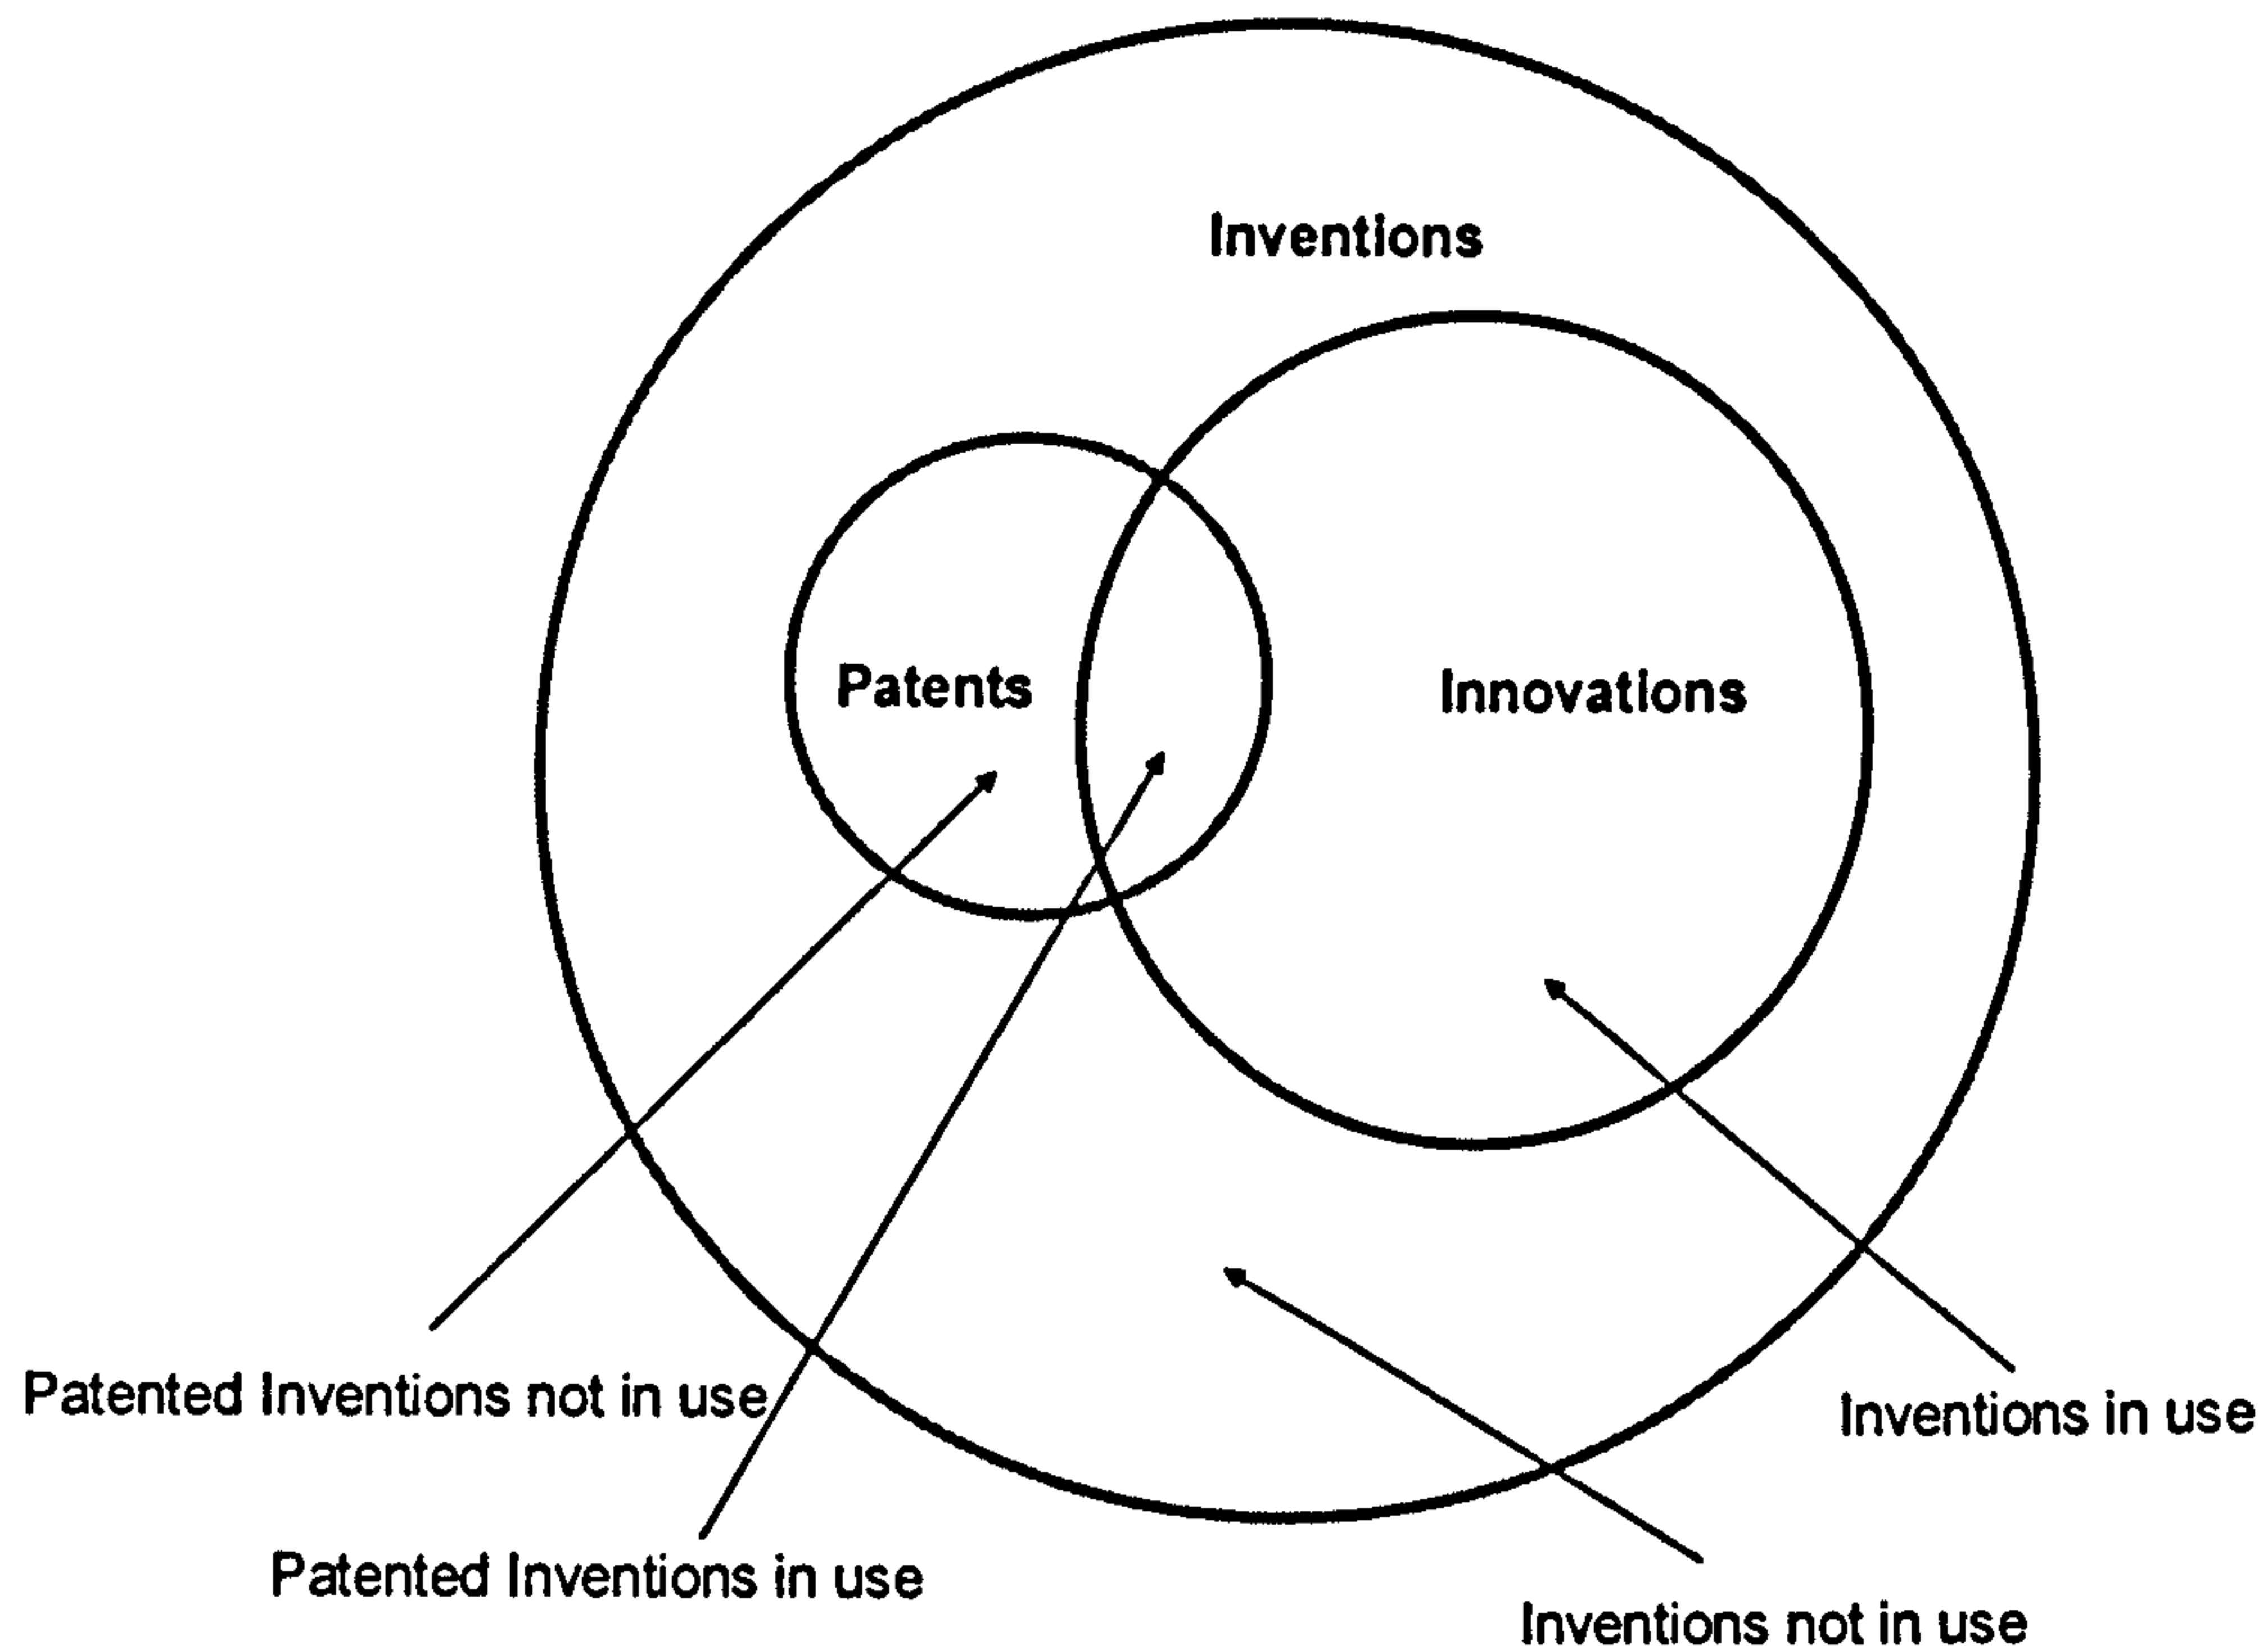 Inventions
Patents
Innovations
Patented Inventions not in use
Inventions in use
Patented Inventions in use
Inventions not in use